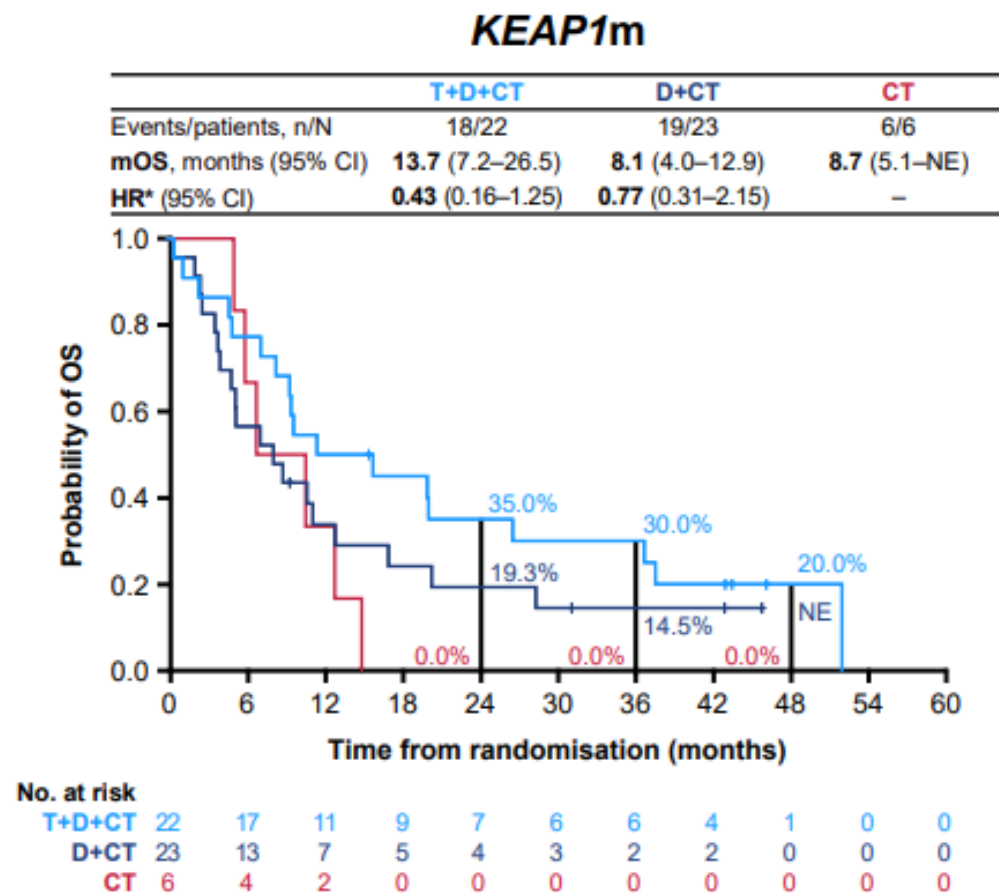 KEAP1m
T+D+CT D+CT CT
Events/patients, n/N 18/22 19/23 6/6
mOS, months (95% CI) 13.7 (7.2–26.5) 8.1 (4.0–12.9) 8.7 (5.1–NE)
HR* (95% CI) 0.43 (0.16–1.25) 0.77 (0.31–2.15) –
Probability of OS
1.0
0.8
0.6
0.4
0.2
0.0
35.0%
30.0%
20.0%
19.3%
14.5%
NE
0.0% 0.0% 0.0%
0 6 12 18 24 30 36 42 48 54 60
Time from randomisation (months)
No. at risk
T+D+CT 22 17 11 9 7 6 6 4 1 0 0
D+CT 23 13 7 5 4 3 2 2 0 0 0
CT 6 4 2 0 0 0 0 0 0 0 0